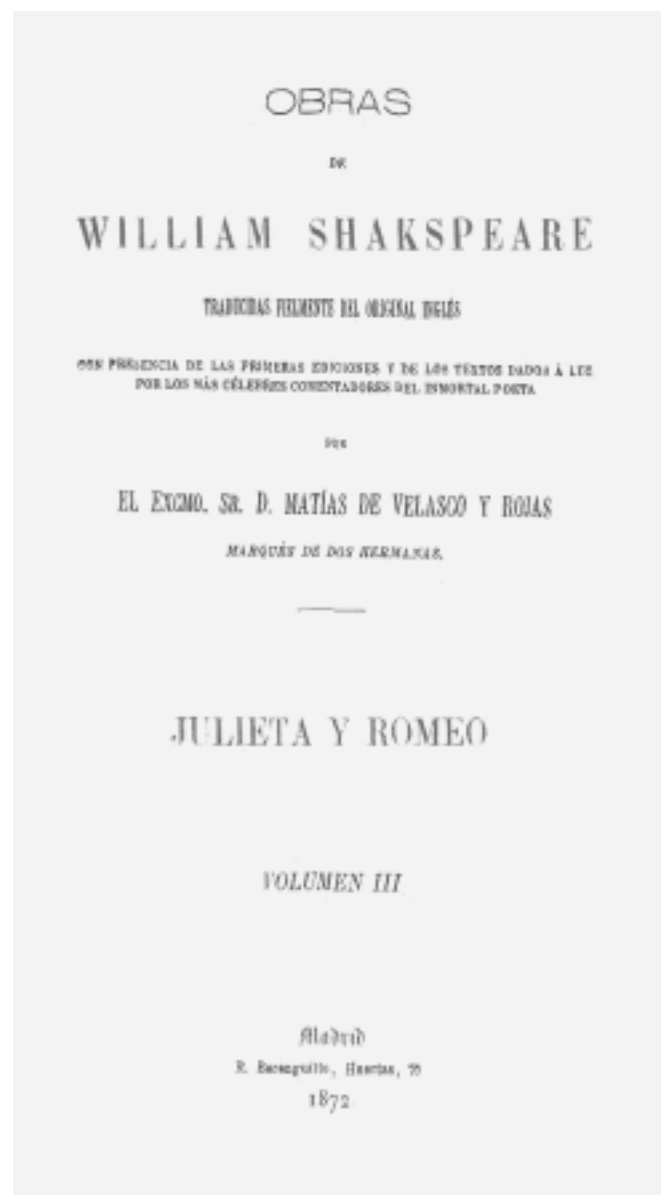 OBRAS
DE
WILLIAM SHAKSPEARE
TRADUCIDAS FIELMENTE DEL ORIGINAL INGLÉS
CON PRESENCIA DE LAS PRIMERAS EDICIONES Y DE LOS TEXTOS DADOS Á LUZ
POR LOS MÁS CÉLEBRES COMENTADORES DEL INMORTAL POETA
POR
EL EXCMO. SR. D. MATÍAS DE VELASCO Y ROJAS
MARQUÉS DE DOS HERMANAS.
JULIETA Y ROMEO
VOLUMEN III
Madrid
R. Huertas,
1872